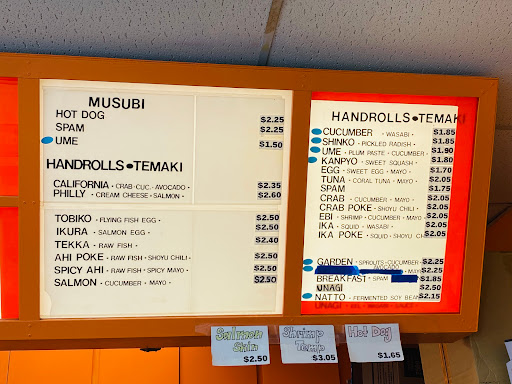 MUSUBI
HOT DOG $2.25
SPAM $2.25
UME $1.50
HANDROLLS•TEMAKI
CALIFORNIA • CRAB•CUC.•AVOCADO • $2.35
PHILLY • CREAM CHEESE•SALMON • $2.60
TOBIKO • FLYING FISH EGG • $2.50
IKURA • SALMON EGG • $2.50
TEKKA • RAW FISH • $2.40
AHI POKE • RAW FISH•SHOYU CHILI • $2.50
SPICY AHI • RAW FISH•SPICY MAYO • $2.50
SALMON • CUCUMBER•MAYO • $2.50
HANDROLLS•TEMAKI
CUCUMBER • WASABI • $1.85
SHINKO • PICKLED RADISH • $1.85
UME • PLUM PASTE•CUCUMBER • $1.90
KANPYO • SWEET SQUASH • $1.80
EGG • SWEET EGG•MAYO • $1.70
TUNA • CORAL TUNA•MAYO • $2.05
SPAM $1.75
CRAB • CUCUMBER•MAYO • $2.05
CRAB POKE • SHOYU CHILI • $2.05
EBI • SHRIMP•CUCUMBER•MAYO • $2.05
IKA • SQUID•WASABI • $2.05
IKA POKE • SQUID•SHOYU CH $2.05
GARDEN • SPROUTS•CUCUMBER $2.25
MAYO $2.25
BREAKFAST • SPAM $1.85
UNAGI $2.50
NATTO • FERMENTED SOY BEAN $2.15
Salmon Skin $2.50
Shrimp Temp $3.05
Hot Dog $1.65